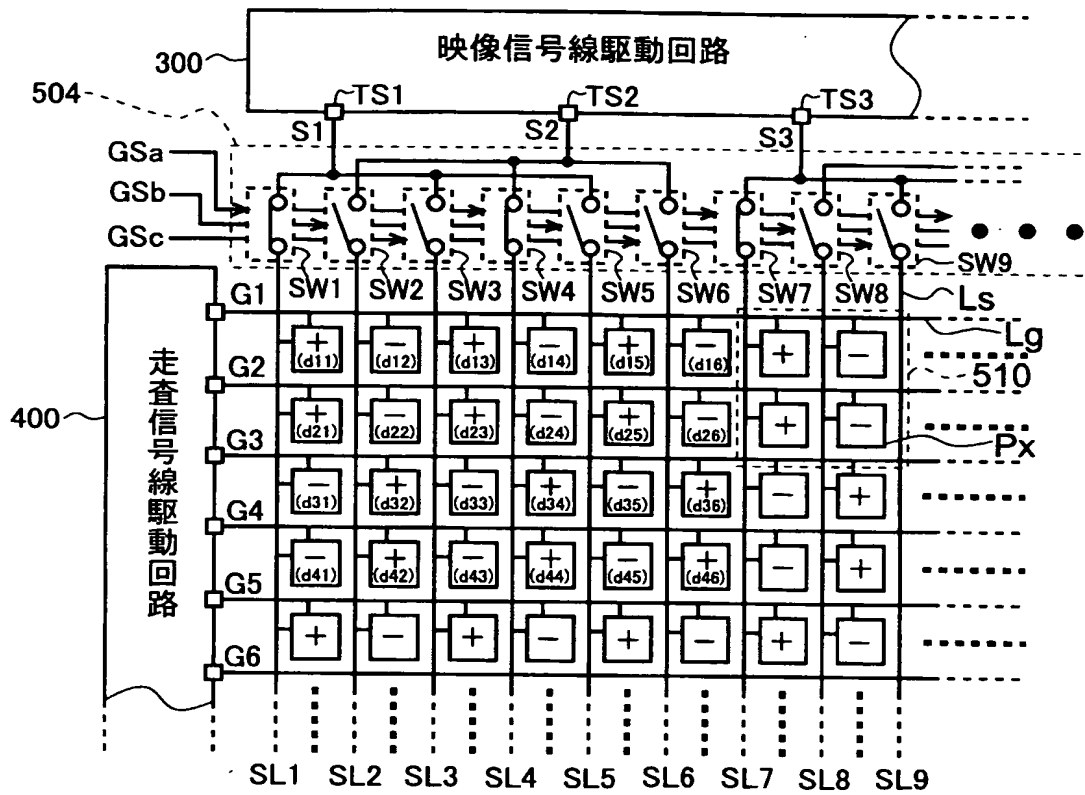 映像信号線駆動回路
300
504
TS1 TS2 TS3
S1 S2 S3
GSa
GSb
GSc
SW1 SW2 SW3 SW4 SW5 SW6 SW7 SW8 SW9
Ls
Lg
510
Px
400
走査信号線駆動回路
G1
+ − + − + − + −
(d11) (d12) (d13) (d14) (d15) (d16)
G2
+ − + − + − + −
(d21) (d22) (d23) (d24) (d25) (d26)
G3
− + − + − + − +
(d31) (d32) (d33) (d34) (d35) (d36)
G4
− + − + − + − +
(d41) (d42) (d43) (d44) (d45) (d46)
G5
+ − + − + − + −
G6
SL1 SL2 SL3 SL4 SL5 SL6 SL7 SL8 SL9